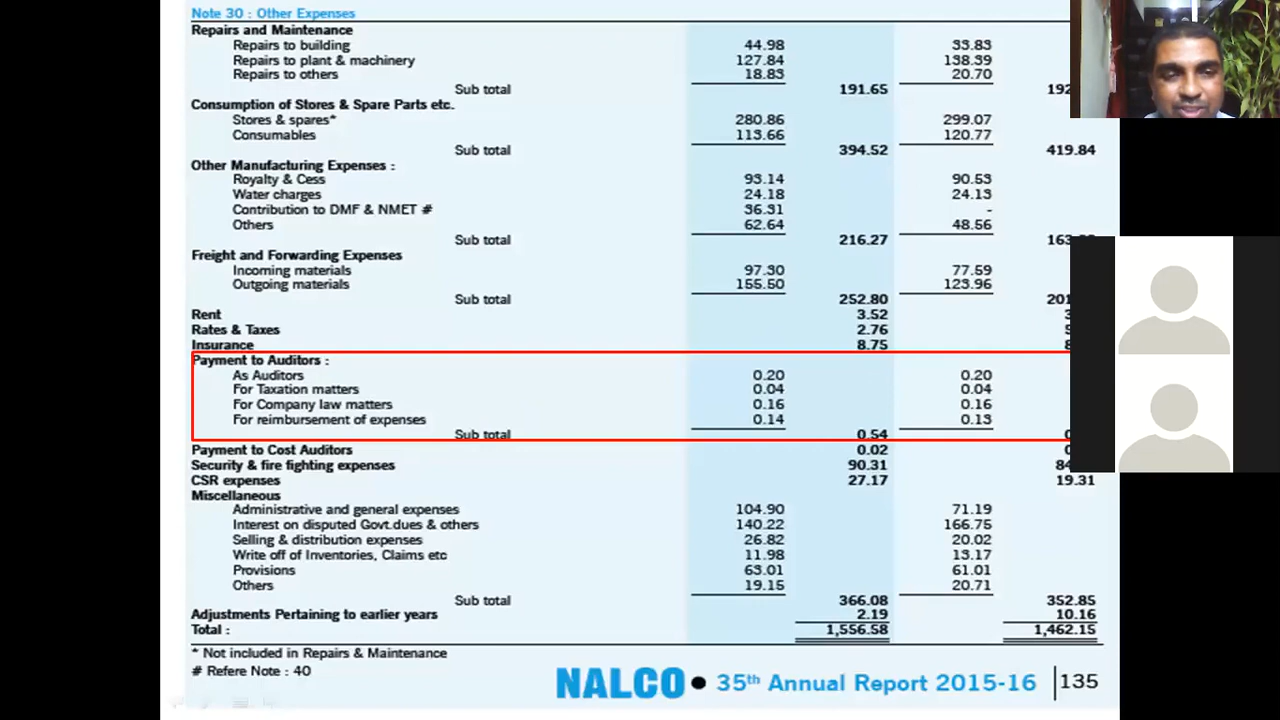 Note 30 : Other Expenses
Repairs and Maintenance
Repairs to building 44.98 33.83
Repairs to plant & machinery 127.84 138.39
Repairs to others 18.83 20.70
Sub total 191.65
Consumption of Stores & Spare Parts etc.
Stores & spares* 280.86 299.07
Consumables 113.66 120.77
Sub total 394.52 419.84
Other Manufacturing Expenses :
Royalty & Cess 93.14 90.53
Water charges 24.18 24.13
Contribution to DMF & NMET # 36.31 -
Others 62.64 48.56
Sub total 216.27
Freight and Forwarding Expenses
Incoming materials 97.30 77.59
Outgoing materials 155.50 123.96
Sub total 252.80
Rent 3.52
Rates & Taxes 2.76
Insurance 8.75
Payment to Auditors :
As Auditors 0.20 0.20
For Taxation matters 0.04 0.04
For Company law matters 0.16 0.16
For reimbursement of expenses 0.14 0.13
Sub total 0.54
Payment to Cost Auditors 0.02
Security & fire fighting expenses 90.31
CSR expenses 27.17 19.31
Miscellaneous
Administrative and general expenses 104.90 71.19
Interest on disputed Govt.dues & others 140.22 166.75
Selling & distribution expenses 26.82 20.02
Write off of Inventories, Claims etc 11.98 13.17
Provisions 63.01 61.01
Others 19.15 20.71
Sub total 366.08 352.85
Adjustments Pertaining to earlier years 2.19 10.16
Total : 1,556.58 1,462.15
* Not included in Repairs & Maintenance
# Refere Note : 40
NALCO ● 35th Annual Report 2015-16 135